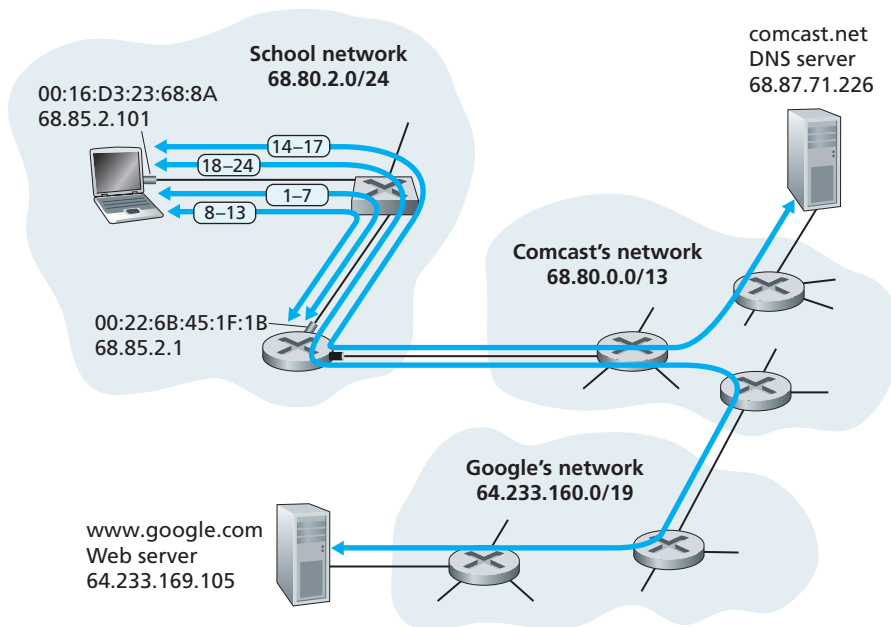 School network
68.80.2.0/24
comcast.net
DNS server
68.87.71.226
00:16:D3:23:68:8A
68.85.2.101
14–17
18–24
1–7
8–13
Comcast's network
68.80.0.0/13
00:22:6B:45:1F:1B
68.85.2.1
Google's network
64.233.160.0/19
www.google.com
Web server
64.233.169.105